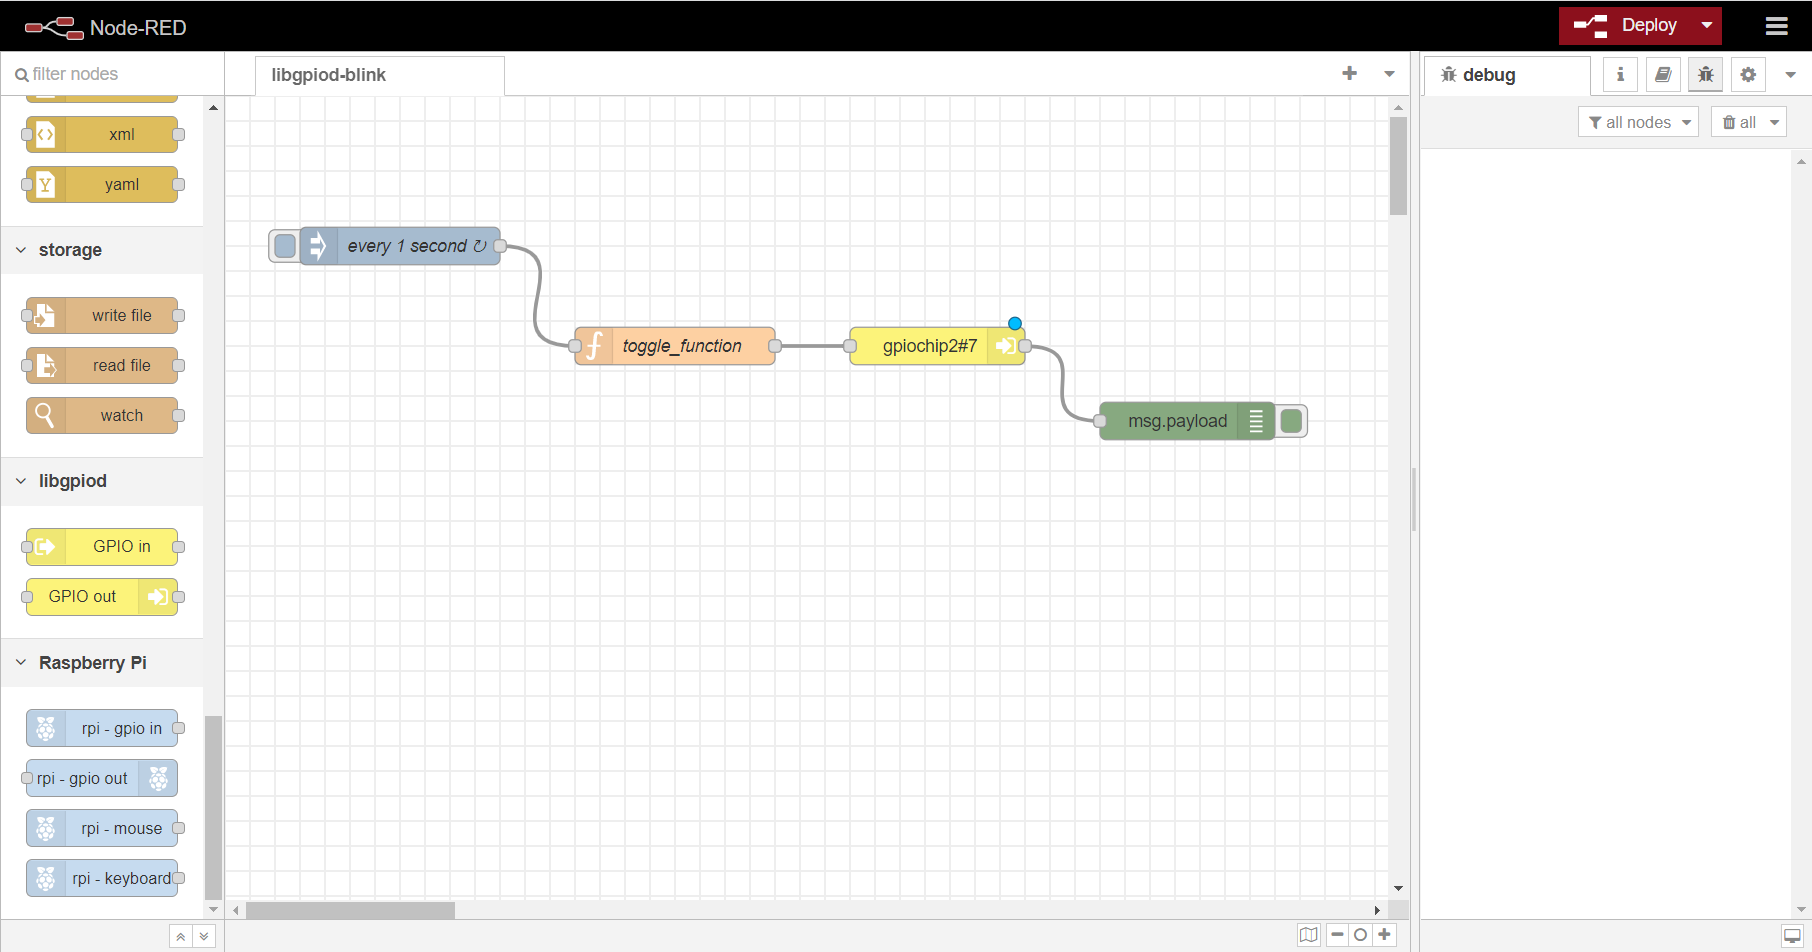 Node-RED
Deploy
filter nodes
libgpiod-blink
debug
all nodes
all
xml
yaml
storage
write file
read file
watch
libgpiod
GPIO in
GPIO out
Raspberry Pi
rpi - gpio in
rpi - gpio out
rpi - mouse
rpi - keyboard
every 1 second ↻
toggle_function
gpiochip2#7
msg.payload